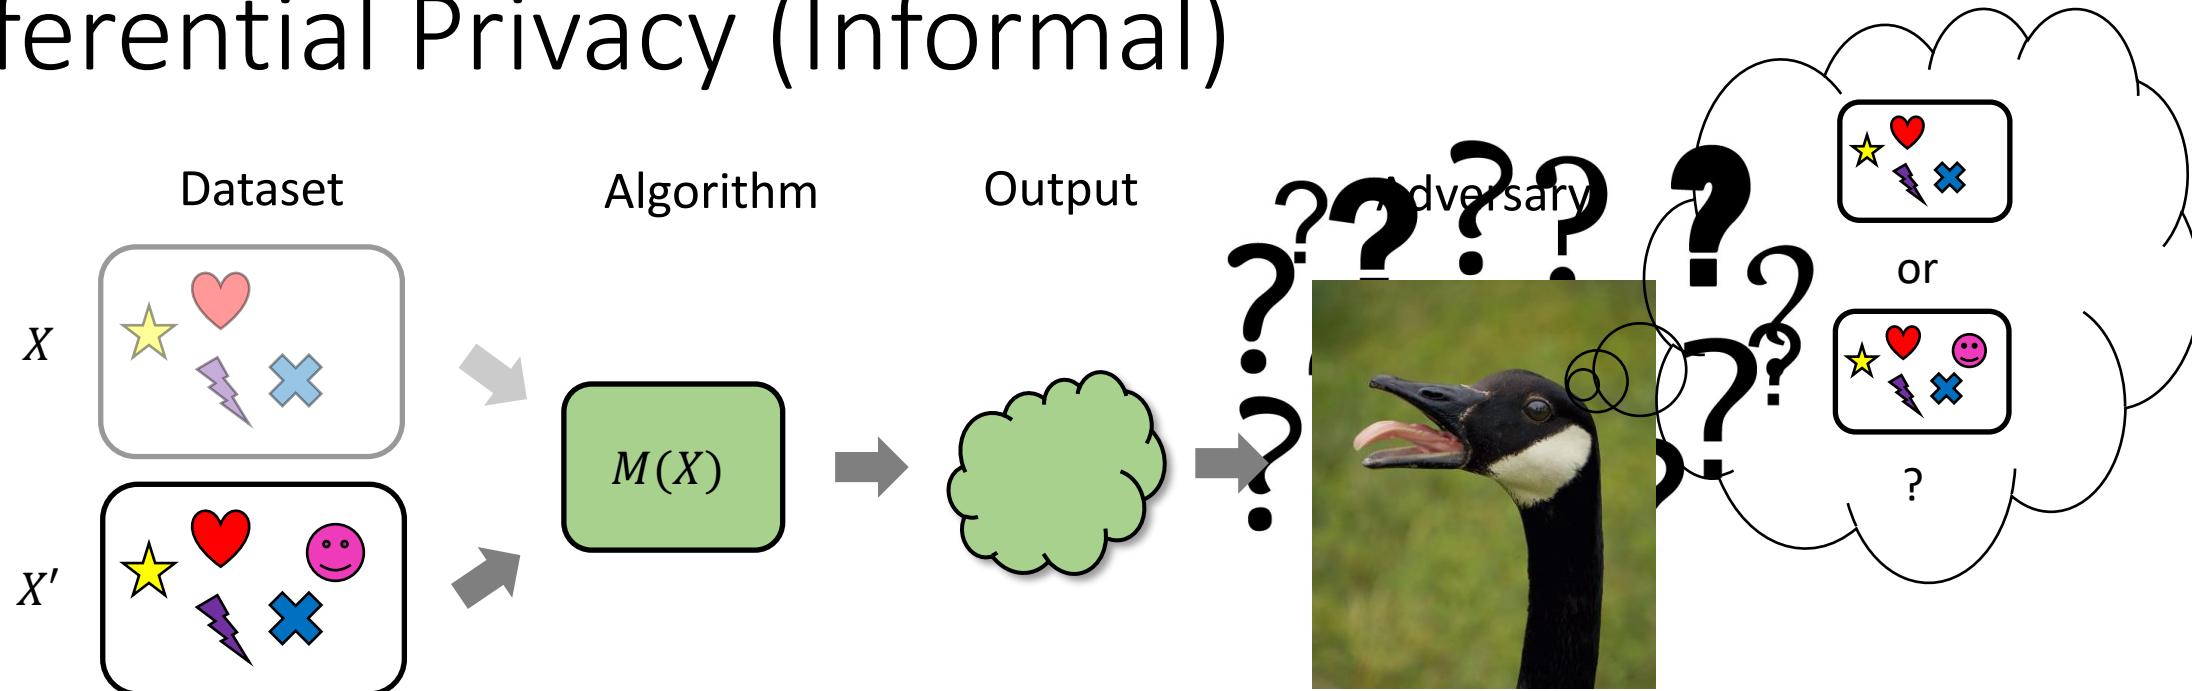 ferential Privacy (Informal)
Dataset
Algorithm
Output
Adversary
X
X′
M(X)
or
?
? ? ? ? ? ? ? ? ? ? ?